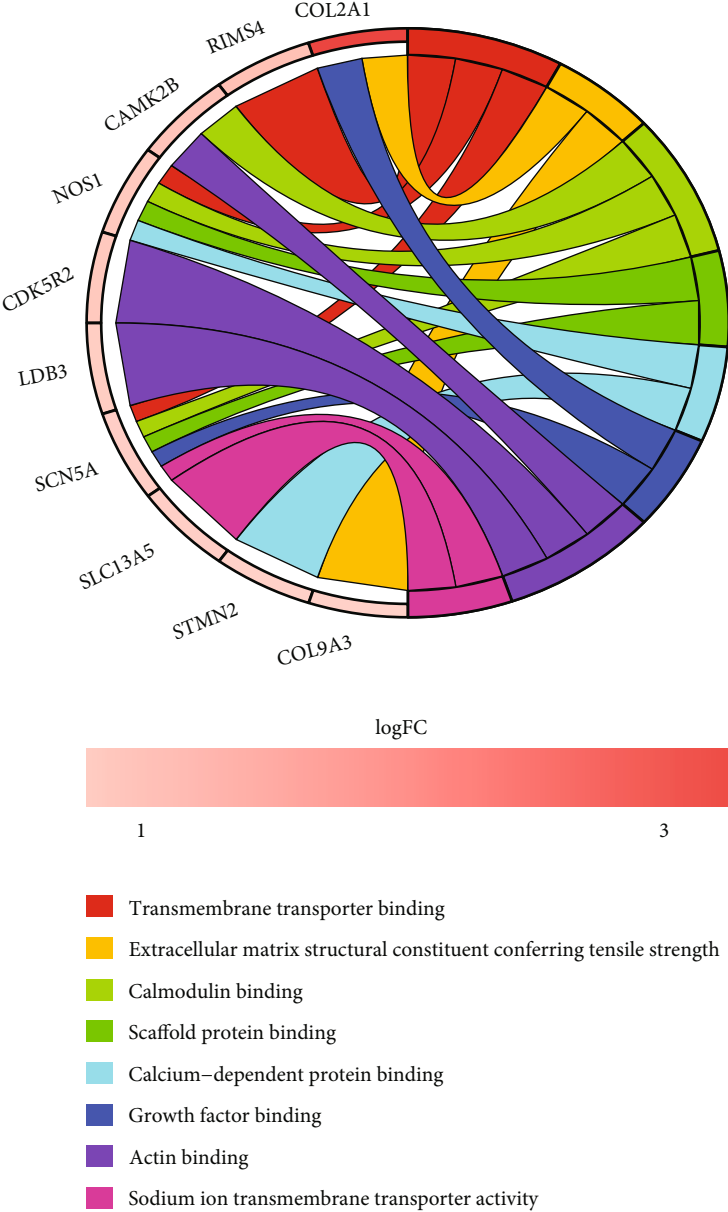 COL2A1
RIMS4
CAMK2B
NOS1
CDK5R2
LDB3
SCN5A
SLC13A5
STMN2
COL9A3
logFC
1 3
Transmembrane transporter binding
Extracellular matrix structural constituent conferring tensile strength
Calmodulin binding
Scaffold protein binding
Calcium−dependent protein binding
Growth factor binding
Actin binding
Sodium ion transmembrane transporter activity